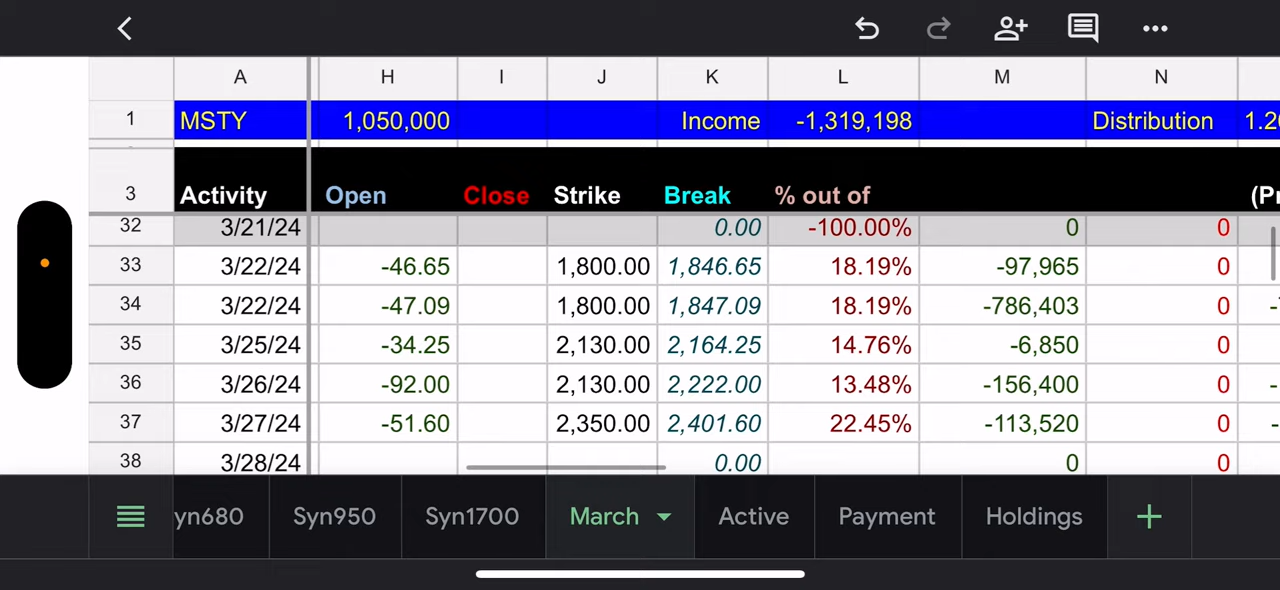 A H I J K L M N
1 MSTY 1,050,000 Income -1,319,198 Distribution
3 Activity Open Close Strike Break % out of
32 3/21/24 0.00 -100.00% 0 0
33 3/22/24 -46.65 1,800.00 1,846.65 18.19% -97,965 0
34 3/22/24 -47.09 1,800.00 1,847.09 18.19% -786,403 0
35 3/25/24 -34.25 2,130.00 2,164.25 14.76% -6,850 0
36 3/26/24 -92.00 2,130.00 2,222.00 13.48% -156,400 0
37 3/27/24 -51.60 2,350.00 2,401.60 22.45% -113,520 0
38 3/28/24 0.00 0 0
yn680 Syn950 Syn1700 March Active Payment Holdings